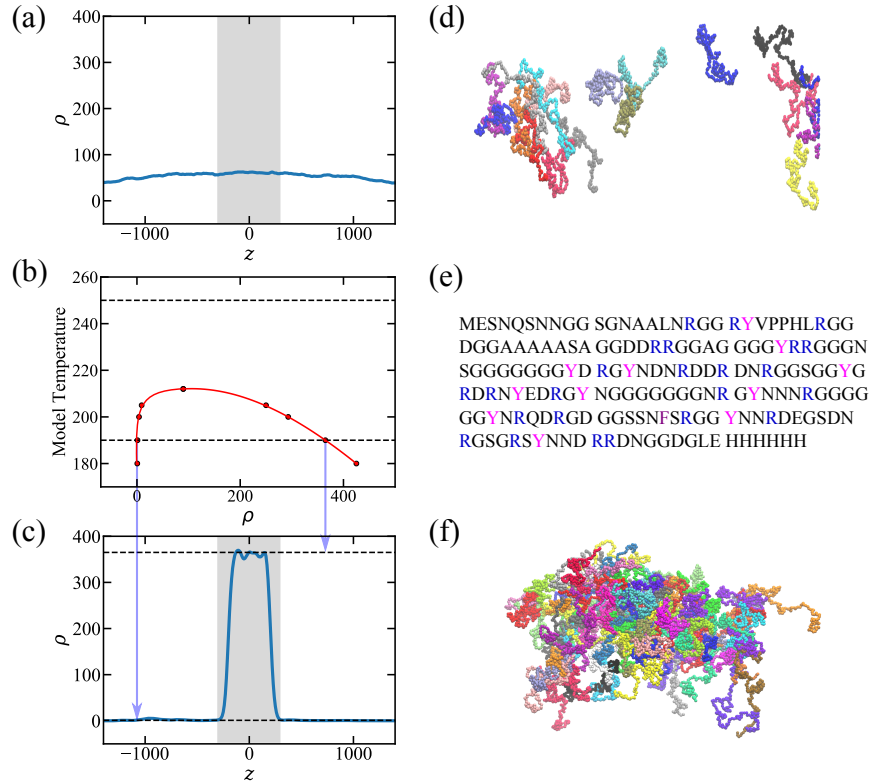 (a)
400
300
200
100
0
ρ
−1000
0
1000
z
(b)
260
240
220
200
180
Model Temperature
0
200
400
ρ
(c)
400
300
200
100
0
ρ
−1000
0
1000
z
(d)
(e)
MESNQSNNGG SGNAALNRGG RYVPPHLRGG
DGGAAAAASA GGDDRRGGAG GGGYRRGGGN
SGGGGGGGYD RGYNDNRDDR DNRGGSGGYG
RDRNYEDRGY NGGGGGGGNR GYNNNRGGGG
GGYNRQDRGD GGSSNFSRGG YNNRDEGSDN
RGSGRSYNND RRDNGGDGLE HHHHHH
(f)